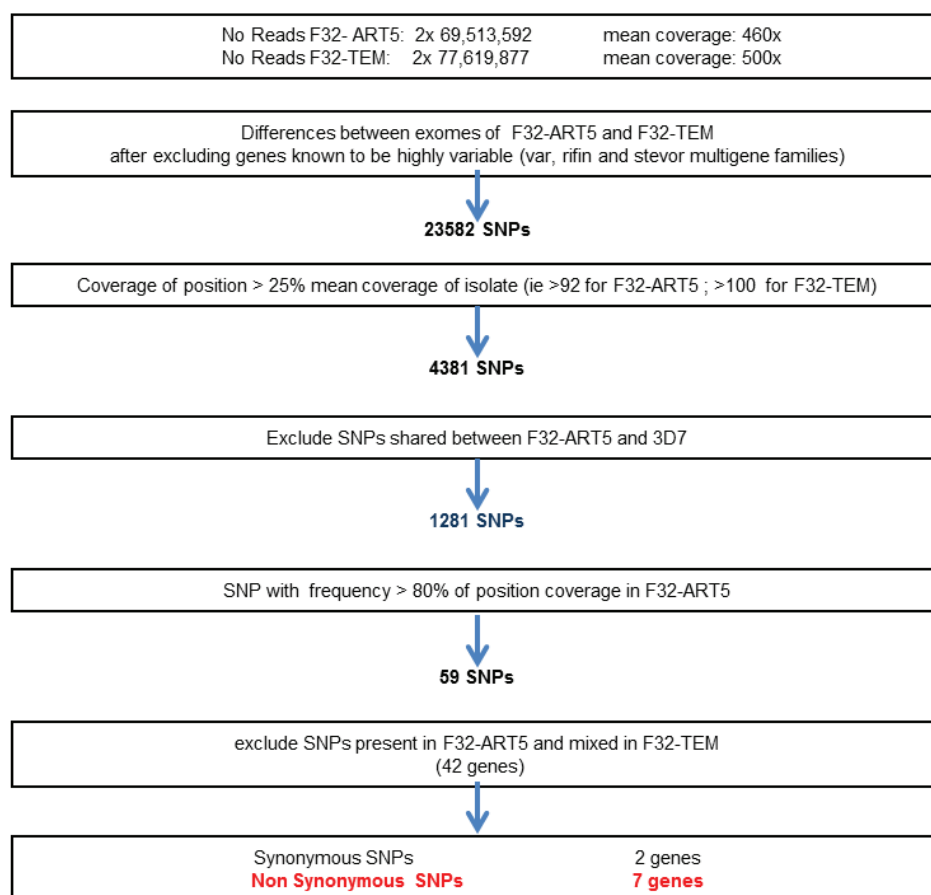 No Reads F32- ART5: 2x 69,513,592 mean coverage: 460x
No Reads F32-TEM: 2x 77,619,877 mean coverage: 500x
Differences between exomes of F32-ART5 and F32-TEM
after excluding genes known to be highly variable (var, rifin and stevor multigene families)
23582 SNPs
Coverage of position > 25% mean coverage of isolate (ie >92 for F32-ART5 ; >100 for F32-TEM)
4381 SNPs
Exclude SNPs shared between F32-ART5 and 3D7
1281 SNPs
SNP with frequency > 80% of position coverage in F32-ART5
59 SNPs
exclude SNPs present in F32-ART5 and mixed in F32-TEM
(42 genes)
Synonymous SNPs 2 genes
Non Synonymous SNPs 7 genes